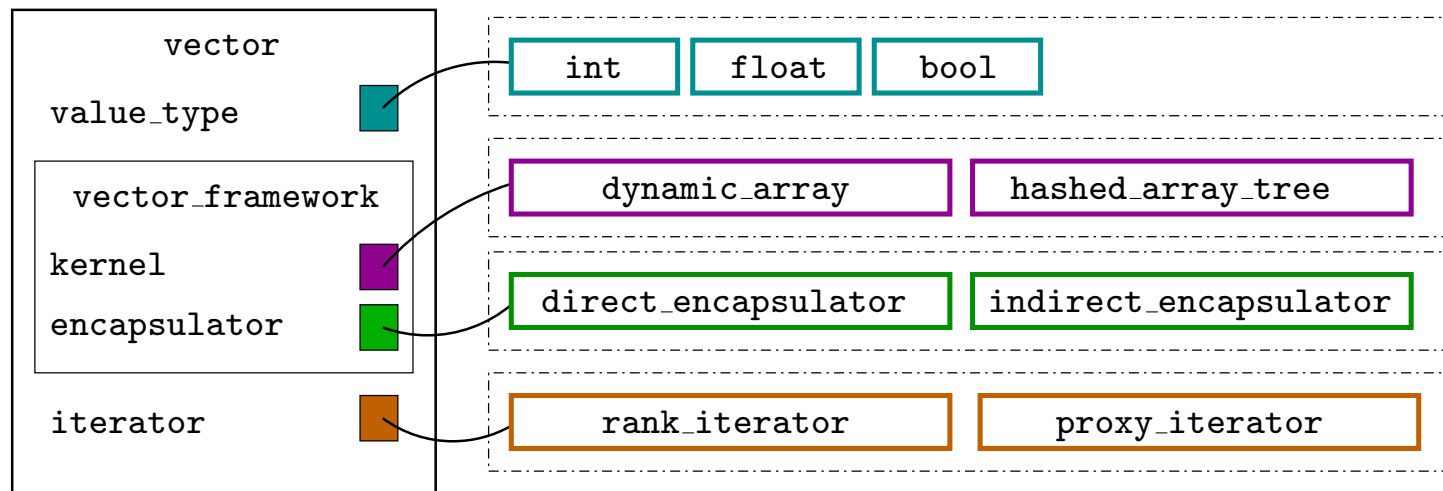 vector
value_type
vector_framework
kernel
encapsulator
iterator
int float bool
dynamic_array hashed_array_tree
direct_encapsulator indirect_encapsulator
rank_iterator proxy_iterator